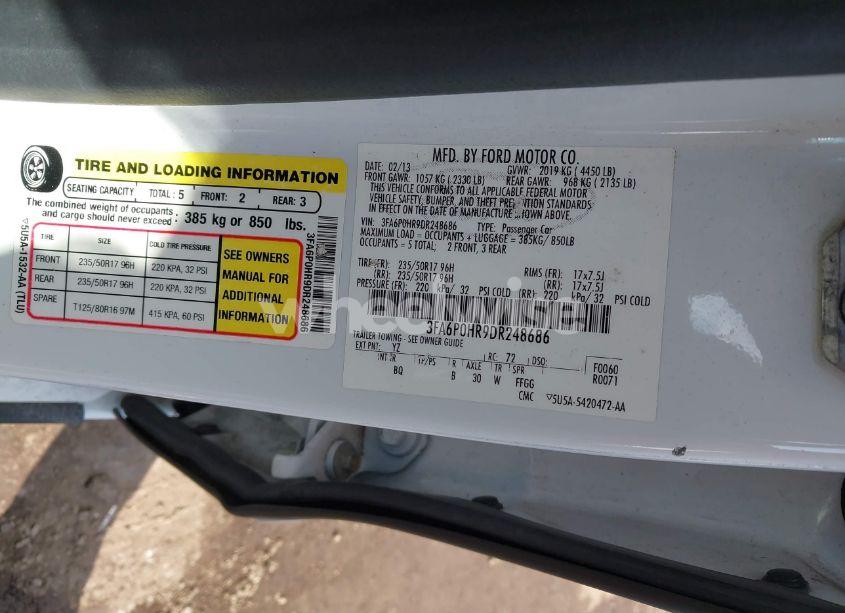 TIRE AND LOADING INFORMATION
SEATING CAPACITY TOTAL : 5 FRONT: 2 REAR: 3
The combined weight of occupants
and cargo should never exceed : 385 kg or 850 lbs.
TIRE SIZE COLD TIRE PRESSURE
FRONT 235/50R17 96H 220 KPA, 32 PSI
REAR 235/50R17 96H 220 KPA, 32 PSI
SPARE T125/80R16 97M 415 KPA, 60 PSI
SEE OWNERS
MANUAL FOR
ADDITIONAL
INFORMATION
5U5A-1532-AA (TLU)
3FA6P0HR9DR248686
MFD. BY FORD MOTOR CO.
DATE: 02/13 GVWR: 2019 KG ( 4450 LB)
FRONT GAWR: 1057 KG ( 2330 LB) REAR GAWR: 968 KG ( 2135 LB)
THIS VEHICLE CONFORMS TO ALL APPLICABLE FEDERAL MOTOR
VEHICLE SAFETY, BUMPER, AND THEFT PRE VTION STANDARDS
IN EFFECT ON THE DATE OF MANUFACTURE OWN ABOVE.
VIN: 3FA6P0HR9DR248686 TYPE: Passenger Car
MAXIMUM LOAD = OCCUPANTS + LUGGAGE = 385KG/ 850LB
OCCUPANTS = 5 TOTAL; 2 FRONT, 3 REAR
TIRE(FR): 235/50R17 96H RIMS (FR): 17x7.5J
(RR): 235/50R17 96H (RR): 17x7.5J
PRESSURE (FR): 220 kPa/ 32 PSI COLD (RR): 220 kPa/ 32 PSI COLD
3FA6P0HR9DR248686
TRAILER TOWING - SEE OWNER GUIDE
EXT PNT: YZ RC: 72 DSO: F0060
INT TR TP/PS R AXLE TR SPR R0071
BQ B 30 W FFGG
CMC 5U5A-5420472-AA
wheelwise